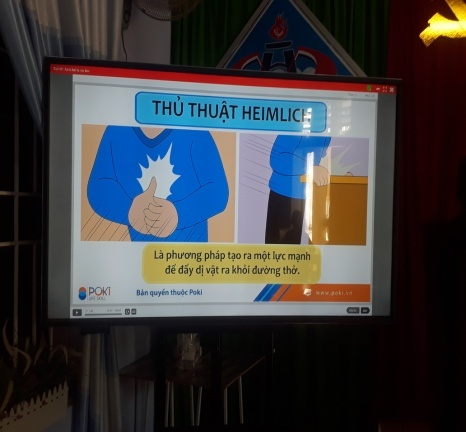 THỦ THUẬT HEIMLICH
Là phương pháp tạo ra một lực mạnh
để đẩy dị vật ra khỏi đường thở.
POKI
Bản quyền thuộc Poki
www.poki.vn